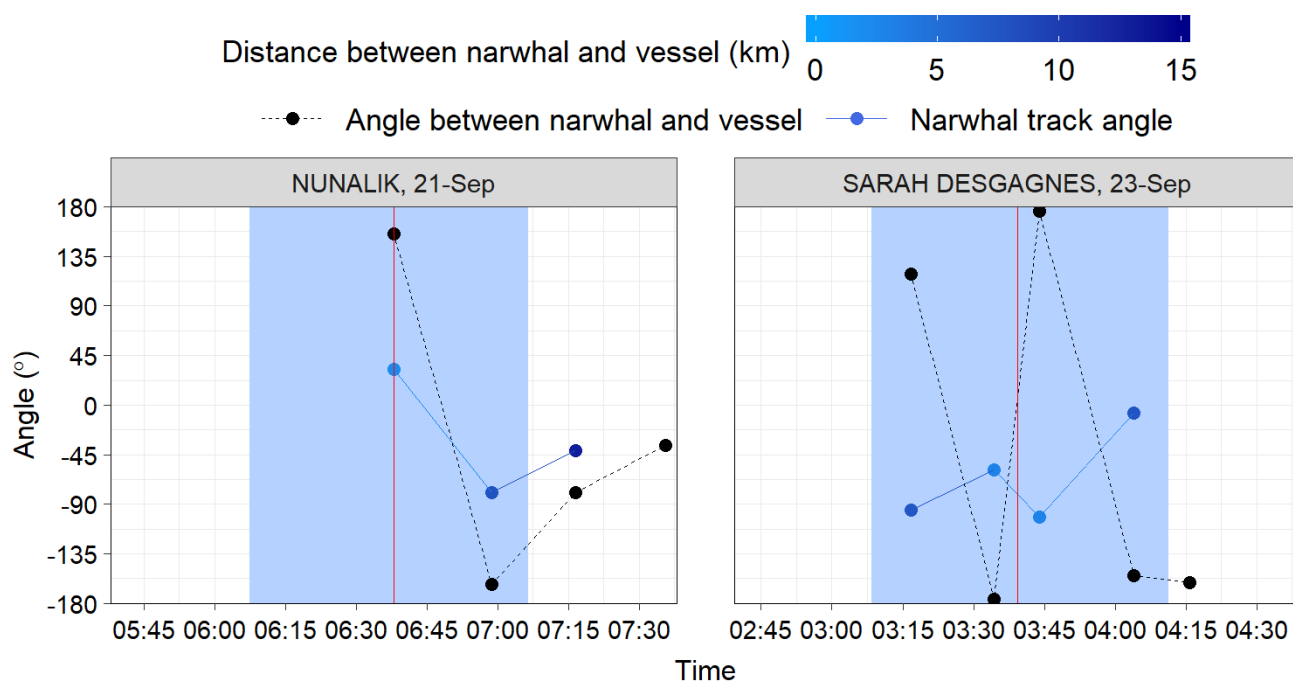 Distance between narwhal and vessel (km)
0 5 10 15
Angle between narwhal and vessel Narwhal track angle
NUNALIK, 21-Sep SARAH DESGAGNES, 23-Sep
180
135
90
45
0
-45
-90
-135
-180
Angle (°)
05:45 06:00 06:15 06:30 06:45 07:00 07:15 07:30 02:45 03:00 03:15 03:30 03:45 04:00 04:15 04:30
Time